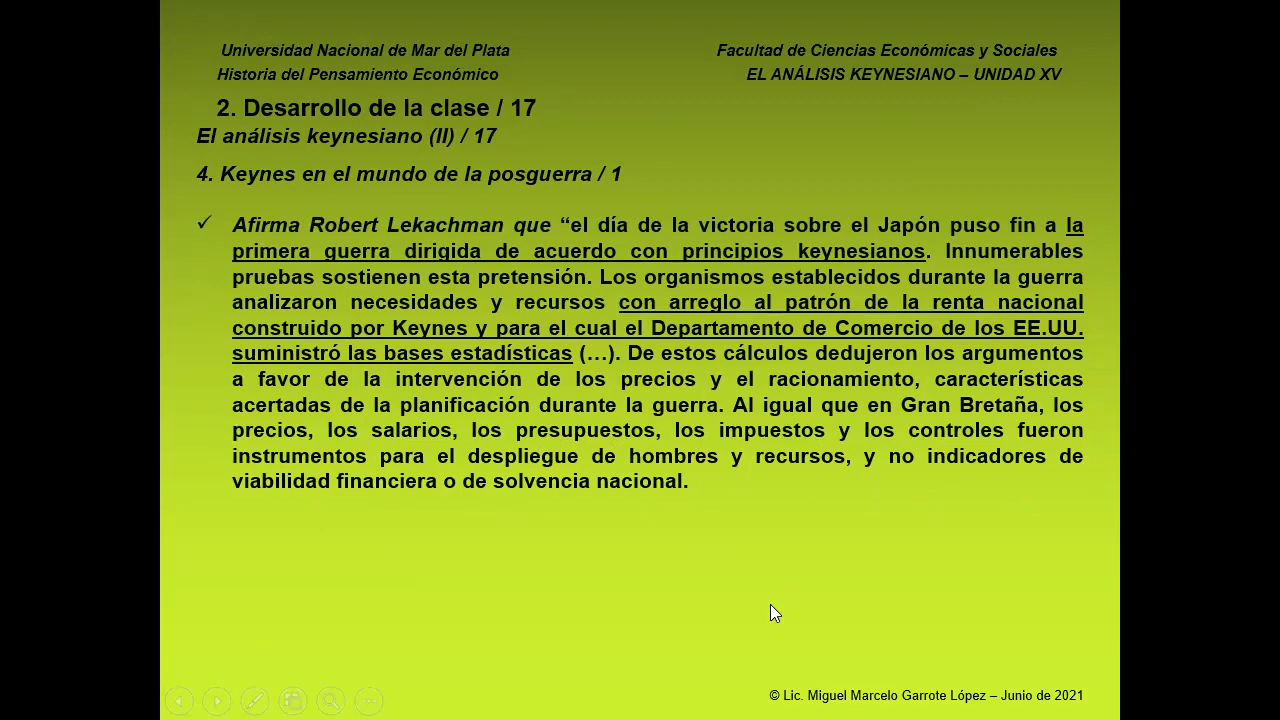 Universidad Nacional de Mar del Plata
Facultad de Ciencias Económicas y Sociales
Historia del Pensamiento Económico
EL ANÁLISIS KEYNESIANO – UNIDAD XV
2. Desarrollo de la clase / 17
El análisis keynesiano (II) / 17
4. Keynes en el mundo de la posguerra / 1
✓ Afirma Robert Lekachman que “el día de la victoria sobre el Japón puso fin a la
primera guerra dirigida de acuerdo con principios keynesianos. Innumerables
pruebas sostienen esta pretensión. Los organismos establecidos durante la guerra
analizaron necesidades y recursos con arreglo al patrón de la renta nacional
construido por Keynes y para el cual el Departamento de Comercio de los EE.UU.
suministró las bases estadísticas (…). De estos cálculos dedujeron los argumentos
a favor de la intervención de los precios y el racionamiento, características
acertadas de la planificación durante la guerra. Al igual que en Gran Bretaña, los
precios, los salarios, los presupuestos, los impuestos y los controles fueron
instrumentos para el despliegue de hombres y recursos, y no indicadores de
viabilidad financiera o de solvencia nacional.
© Lic. Miguel Marcelo Garrote López – Junio de 2021